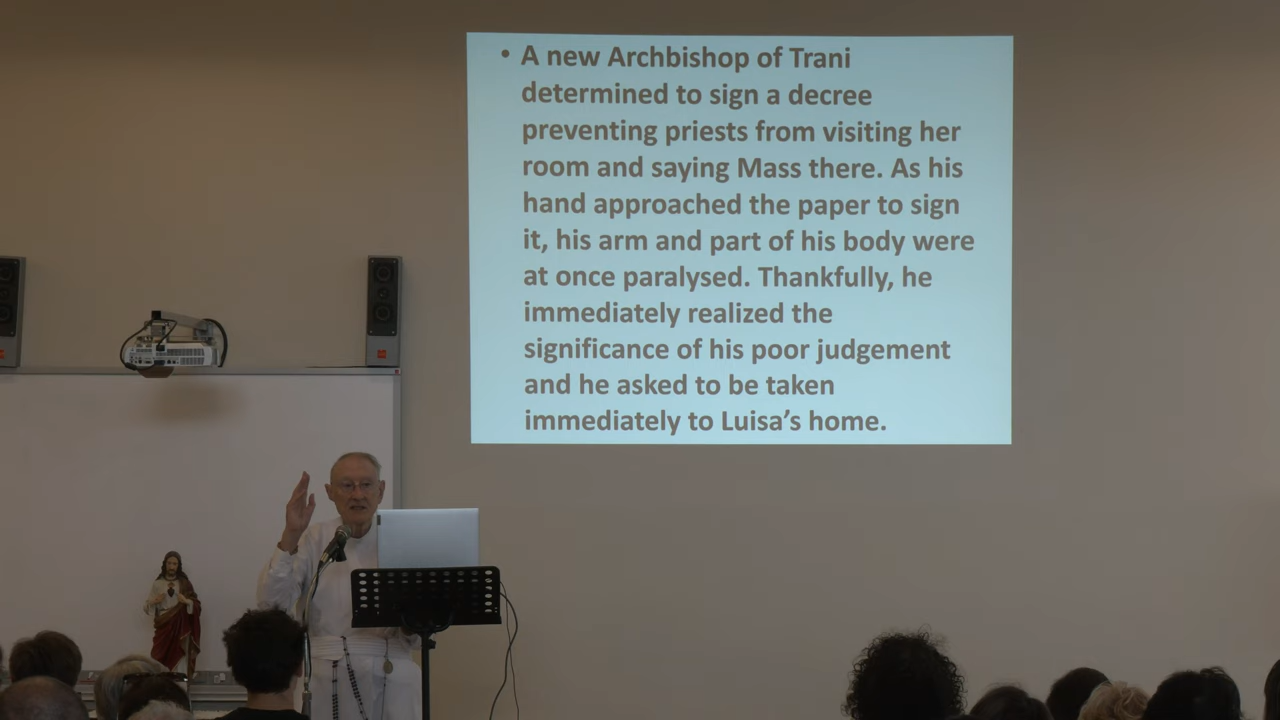 • A new Archbishop of Trani
determined to sign a decree
preventing priests from visiting her
room and saying Mass there. As his
hand approached the paper to sign
it, his arm and part of his body were
at once paralysed. Thankfully, he
immediately realized the
significance of his poor judgement
and he asked to be taken
immediately to Luisa’s home.